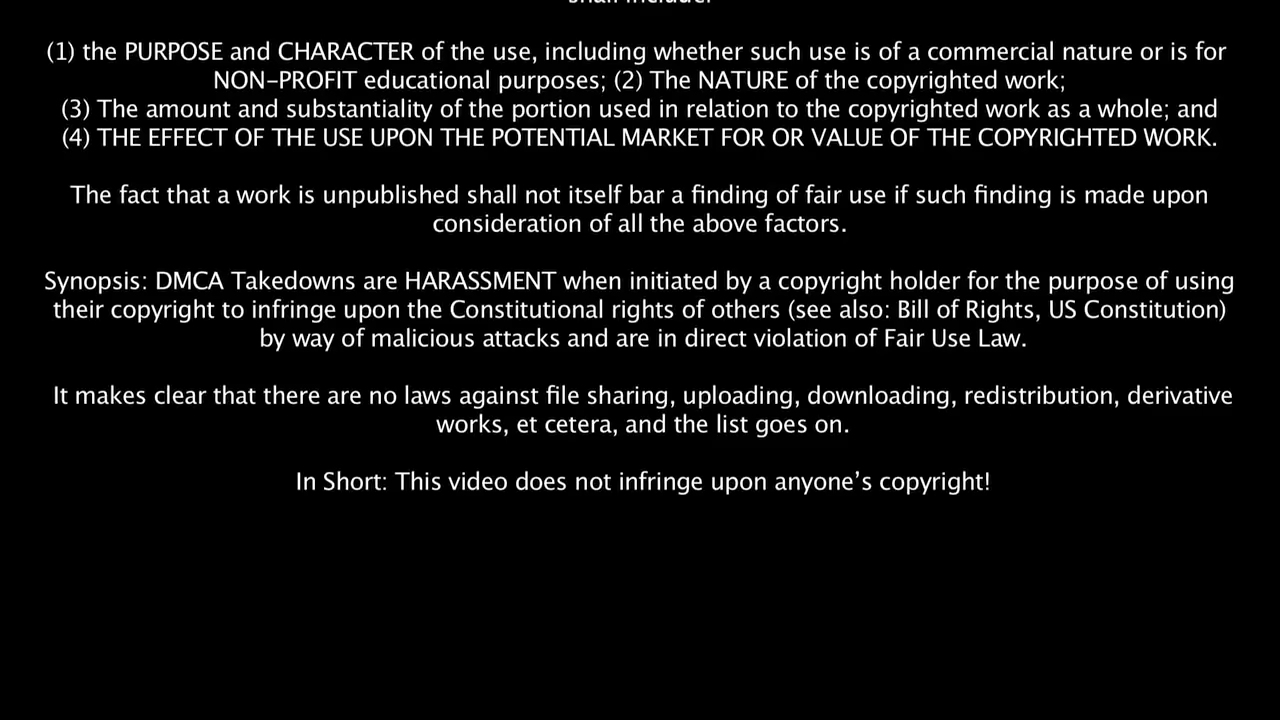 shall include:
(1) the PURPOSE and CHARACTER of the use, including whether such use is of a commercial nature or is for
NON-PROFIT educational purposes; (2) The NATURE of the copyrighted work;
(3) The amount and substantiality of the portion used in relation to the copyrighted work as a whole; and
(4) THE EFFECT OF THE USE UPON THE POTENTIAL MARKET FOR OR VALUE OF THE COPYRIGHTED WORK.
The fact that a work is unpublished shall not itself bar a finding of fair use if such finding is made upon
consideration of all the above factors.
Synopsis: DMCA Takedowns are HARASSMENT when initiated by a copyright holder for the purpose of using
their copyright to infringe upon the Constitutional rights of others (see also: Bill of Rights, US Constitution)
by way of malicious attacks and are in direct violation of Fair Use Law.
It makes clear that there are no laws against file sharing, uploading, downloading, redistribution, derivative
works, et cetera, and the list goes on.
In Short: This video does not infringe upon anyone’s copyright!